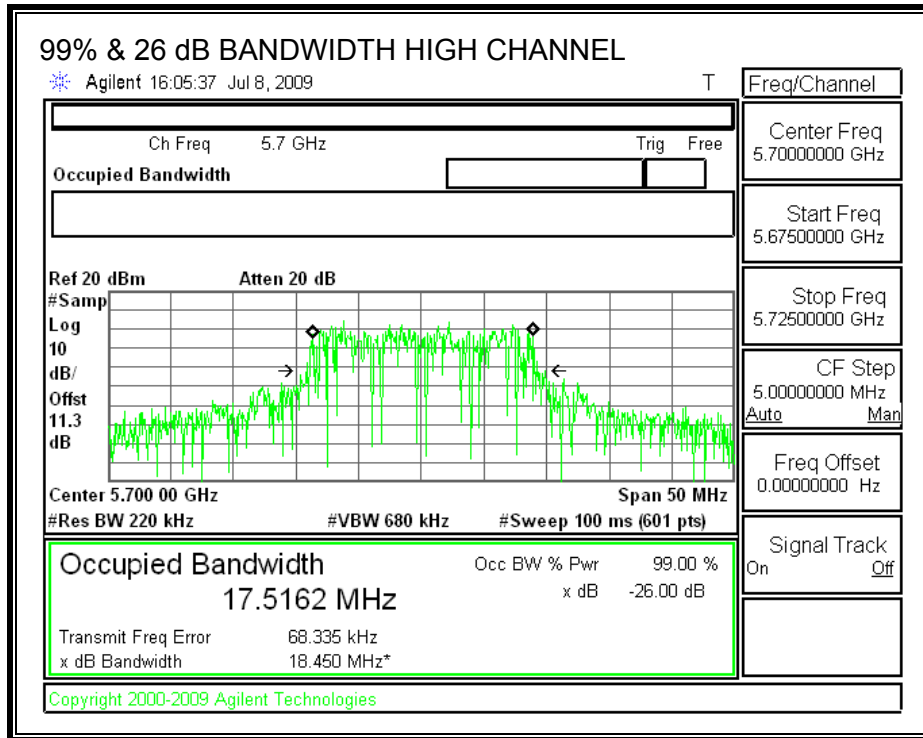 99% & 26 dB BANDWIDTH HIGH CHANNEL
Agilent 16:05:37 Jul 8, 2009 T
Ch Freq 5.7 GHz Trig Free
Occupied Bandwidth
Ref 20 dBm Atten 20 dB
#Samp
Log
10
dB/
Offst
11.3
dB
Center 5.700 00 GHz Span 50 MHz
#Res BW 220 kHz #VBW 680 kHz #Sweep 100 ms (601 pts)
Occupied Bandwidth Occ BW % Pwr 99.00 %
17.5162 MHz x dB -26.00 dB
Transmit Freq Error 68.335 kHz
x dB Bandwidth 18.450 MHz*
Copyright 2000-2009 Agilent Technologies
Freq/Channel
Center Freq
5.70000000 GHz
Start Freq
5.67500000 GHz
Stop Freq
5.72500000 GHz
CF Step
5.00000000 MHz
Auto Man
Freq Offset
0.00000000 Hz
Signal Track
On Off